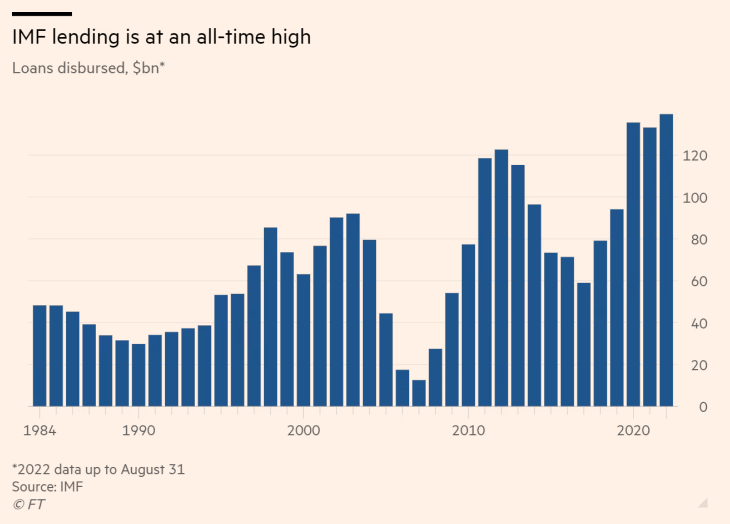 IMF lending is at an all-time high
Loans disbursed, $bn*
120
100
80
60
40
20
0
1984 1990 2000 2010 2020
*2022 data up to August 31
Source: IMF
© FT